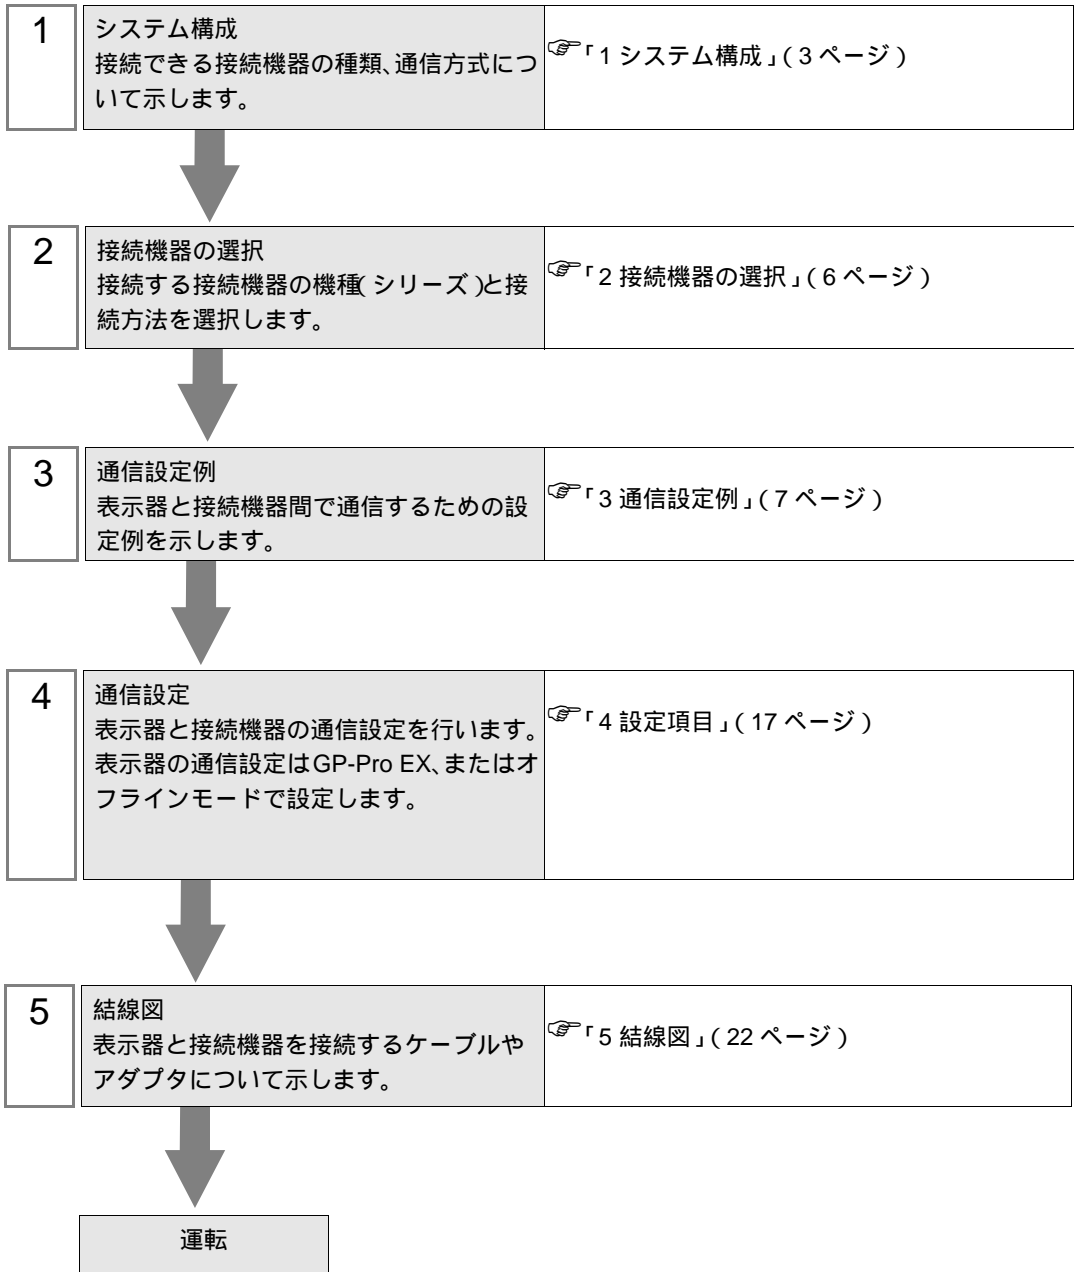 1
システム構成
接続できる接続機器の種類、通信方式につ
いて示します。
☞「1 システム構成」( 3 ページ )
2
接続機器の選択
接続する接続機器の機種( シリーズ )と接
続方法を選択します。
☞「2 接続機器の選択」( 6 ページ )
3
通信設定例
表示器と接続機器間で通信するための設
定例を示します。
☞「3 通信設定例」( 7 ページ )
4
通信設定
表示器と接続機器の通信設定を行います。
表示器の通信設定はGP-Pro EX、またはオ
フラインモードで設定します。
☞「4 設定項目」( 17 ページ )
5
結線図
表示器と接続機器を接続するケーブルや
アダプタについて示します。
☞「5 結線図」( 22 ページ )
運転